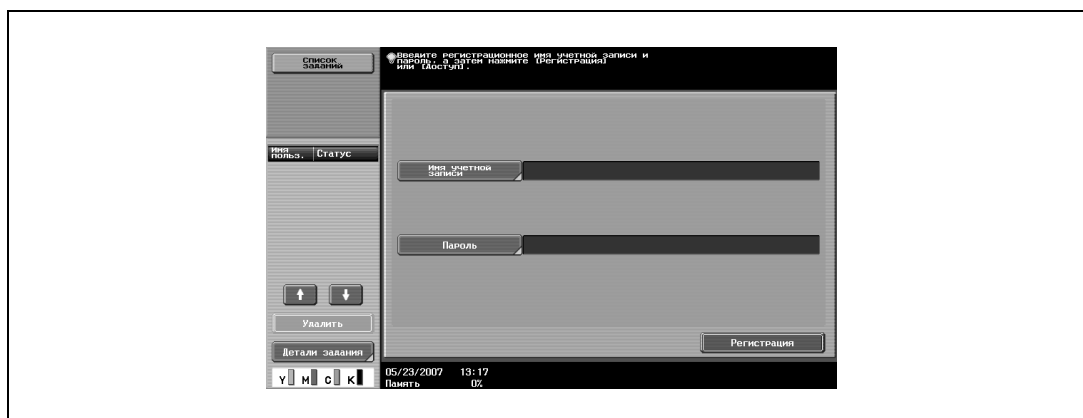 Список
заданий
Введите регистрационное имя учетной записи и
пароль, а затем нажмите [Регистрация]
или [Доступ].
Имя
польз.
Статус
Имя учетной
записи
Пароль
Удалить
Детали задания
Регистрация
Y M C K
05/23/2007 13:17
Память 0%